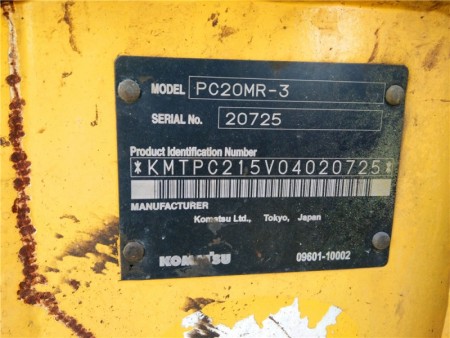 MODEL PC20MR-3
SERIAL No. 20725
Product Identification Number
*KMTPC215V04020725*
MANUFACTURER
Komatsu Ltd., Tokyo, Japan
KOMATSU 09601-10002